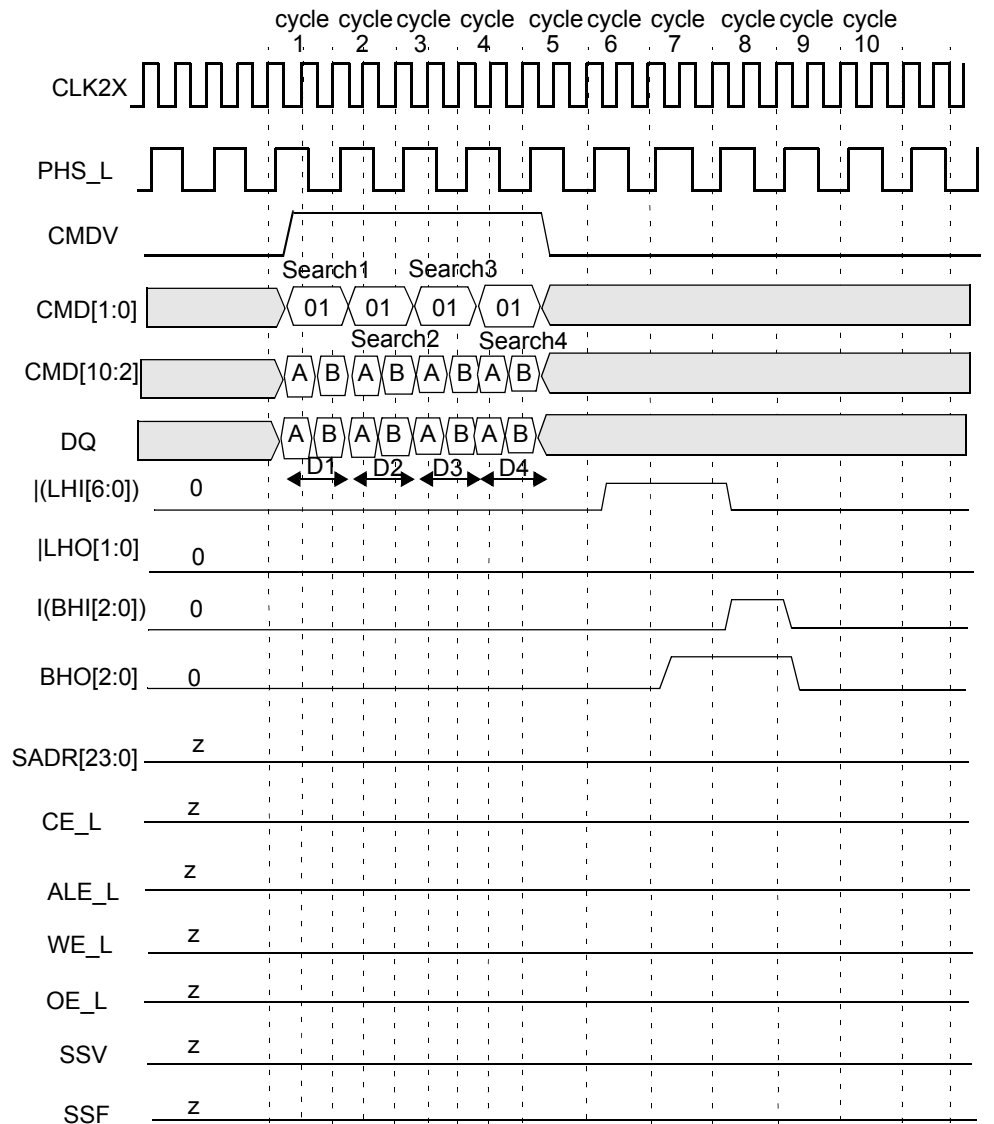 cycle cycle cycle cycle cycle cycle cycle cycle cycle cycle
1 2 3 4 5 6 7 8 9 10
CLK2X
PHS_L
CMDV
Search1 Search3
CMD[1:0] 01 01 01 01
Search2 Search4
CMD[10:2] A B A B A B A B
DQ A B A B A B A B
D1 D2 D3 D4
|(LHI[6:0]) 0
|LHO[1:0] 0
I(BHI[2:0]) 0
BHO[2:0] 0
SADR[23:0] z
CE_L z
ALE_L z
WE_L z
OE_L z
SSV z
SSF z